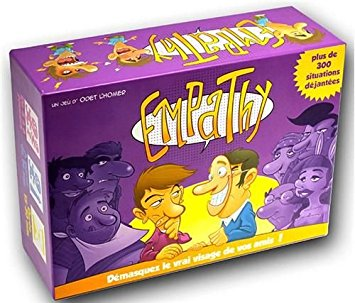 EMPATHY
UN JEU D' ODET L'HOMER
plus de
300
situations
déjantées
EMPATHY
Démasquez le vrai visage de vos amis !